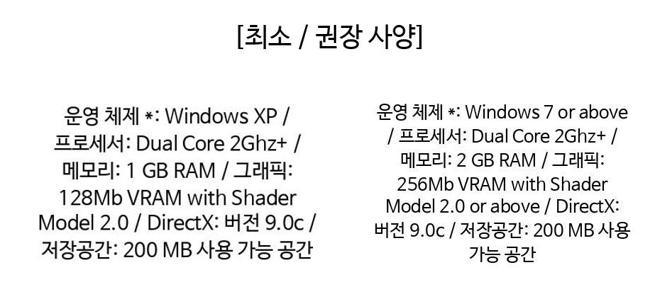 [최소 / 권장 사양]
운영 체제 *: Windows XP /
프로세서: Dual Core 2Ghz+ /
메모리: 1 GB RAM / 그래픽:
128Mb VRAM with Shader
Model 2.0 / DirectX: 버전 9.0c /
저장공간: 200 MB 사용 가능 공간
운영 체제 *: Windows 7 or above
/ 프로세서: Dual Core 2Ghz+ /
메모리: 2 GB RAM / 그래픽:
256Mb VRAM with Shader
Model 2.0 or above / DirectX:
버전 9.0c / 저장공간: 200 MB 사용
가능 공간